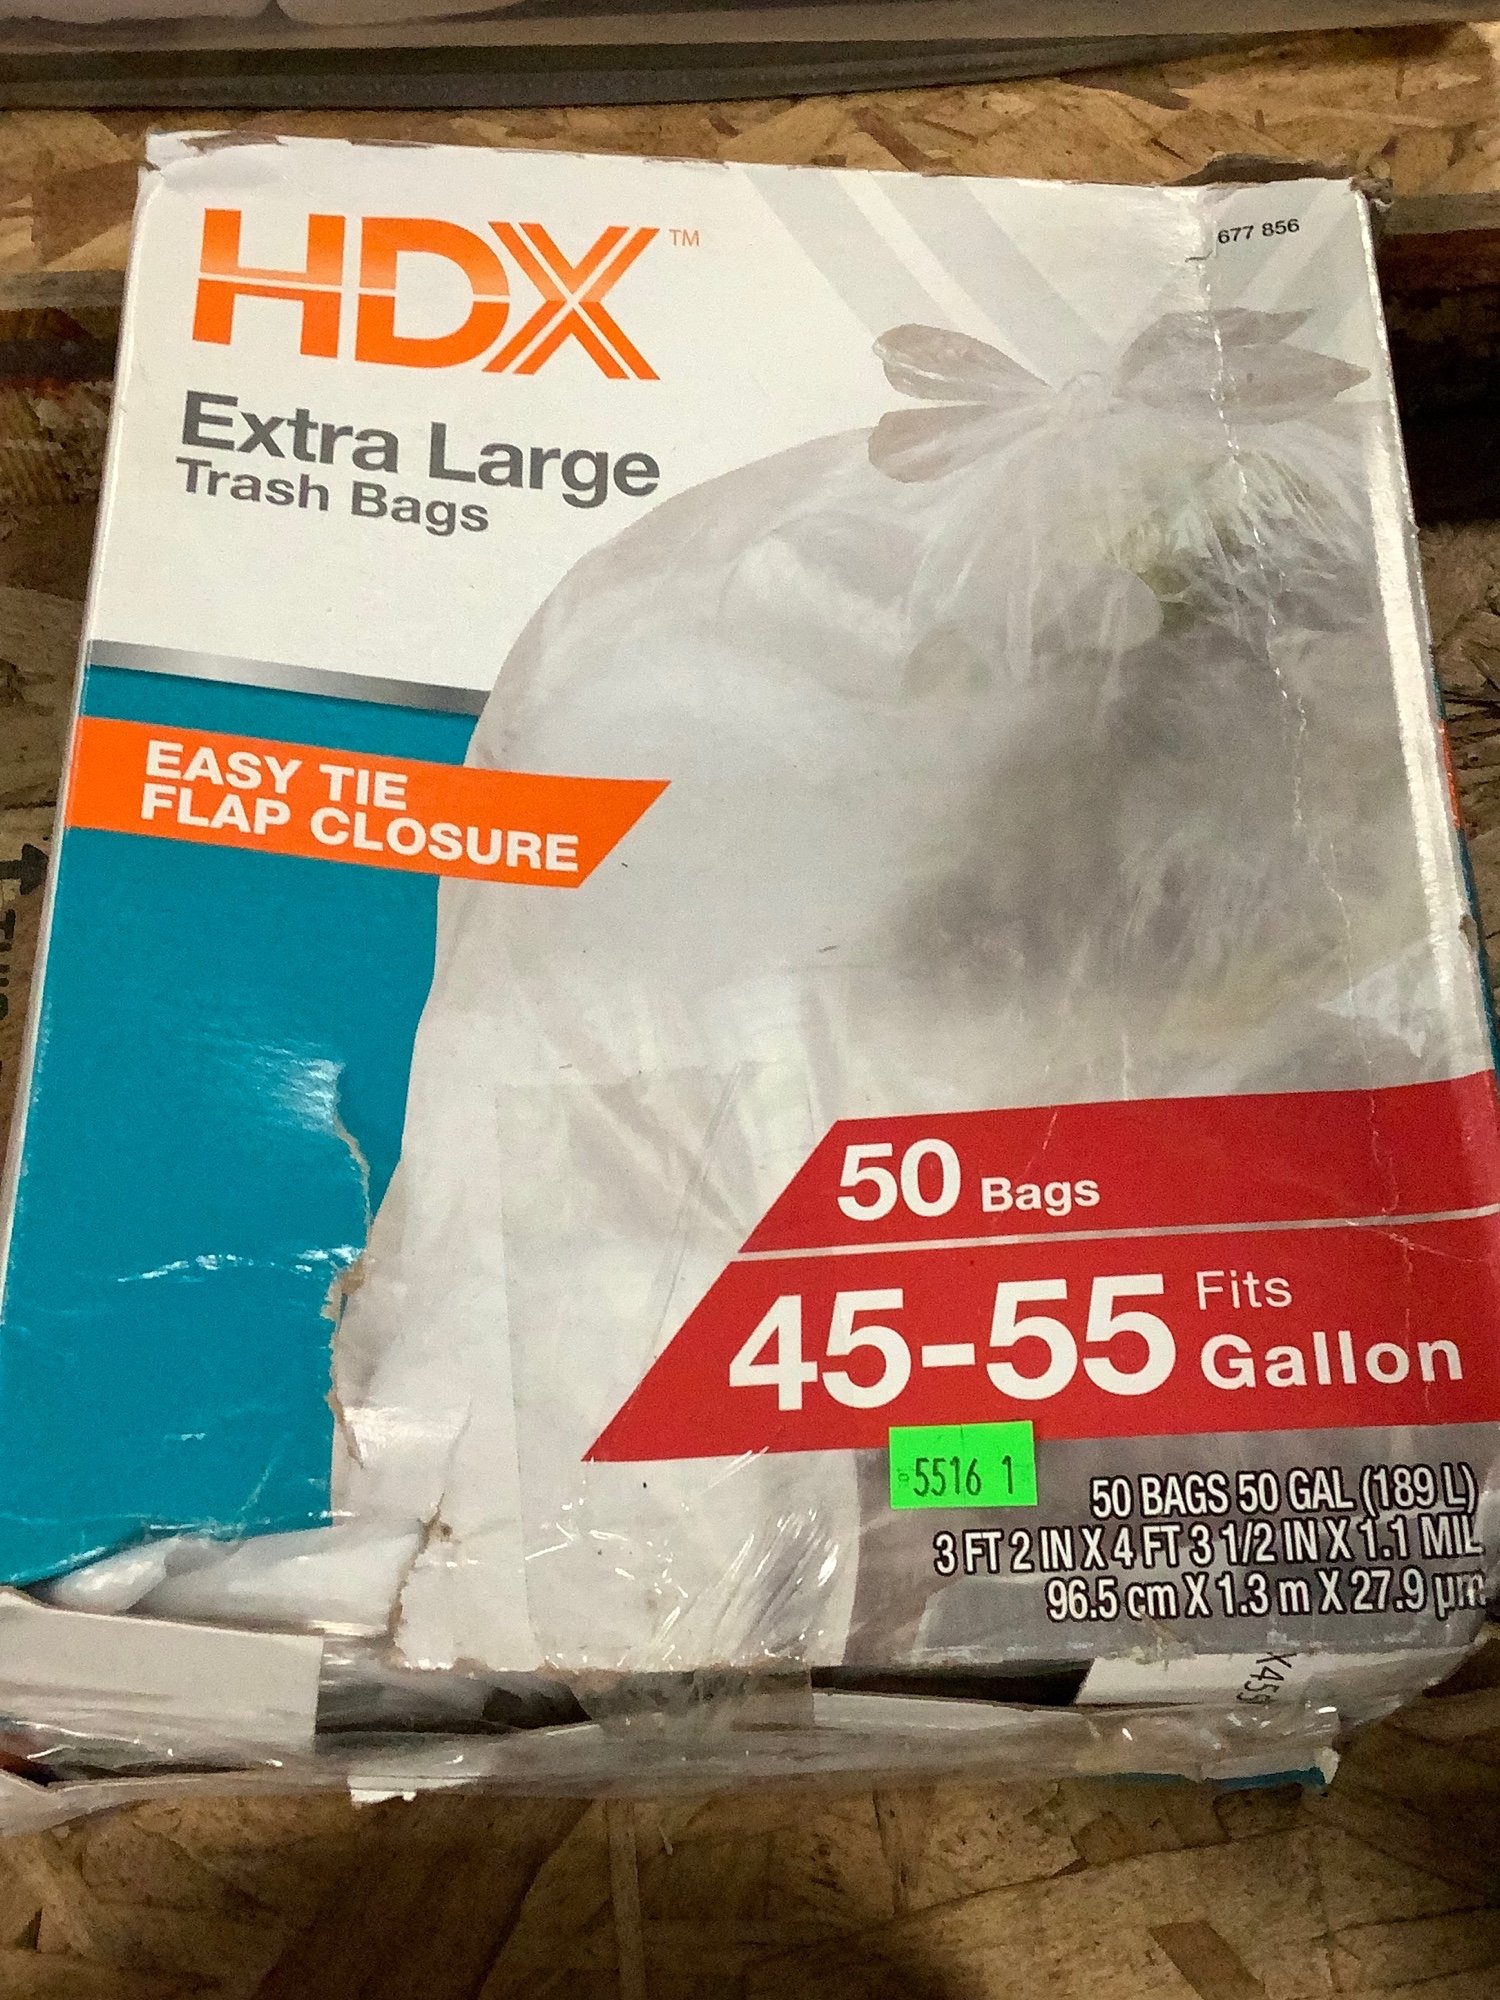 HDX™
677 856
Extra Large
Trash Bags
EASY TIE
FLAP CLOSURE
50 Bags
45-55 Fits
Gallon
5516 1
50 BAGS 50 GAL (189 L)
3 FT 2 IN X 4 FT 3 1/2 IN X 1.1 MIL
96.5 cm X 1.3 m X 27.9 µm